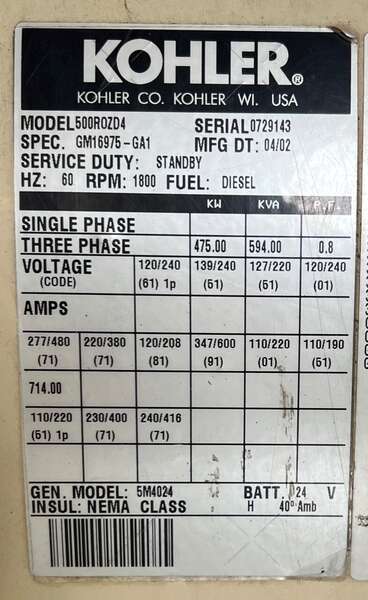 KOHLER®
KOHLER CO. KOHLER WI. USA
MODEL 500ROZD4 SERIAL 0729143
SPEC. GM16975-GA1 MFG DT: 04/02
SERVICE DUTY: STANDBY
HZ: 60 RPM: 1800 FUEL: DIESEL
KW KVA P.F.
SINGLE PHASE
THREE PHASE 475.00 594.00 0.8
VOLTAGE 120/240 139/240 127/220 120/240
(CODE) (61) 1p (51) (51) (01)
AMPS
277/480 220/380 120/208 347/600 110/220 110/190
(71) (71) (81) (91) (01) (51)
714.00
110/220 230/400 240/416
(51) 1p (71) (71)
GEN. MODEL: 5M4024 BATT. 24 V
INSUL: NEMA CLASS H 40° Amb